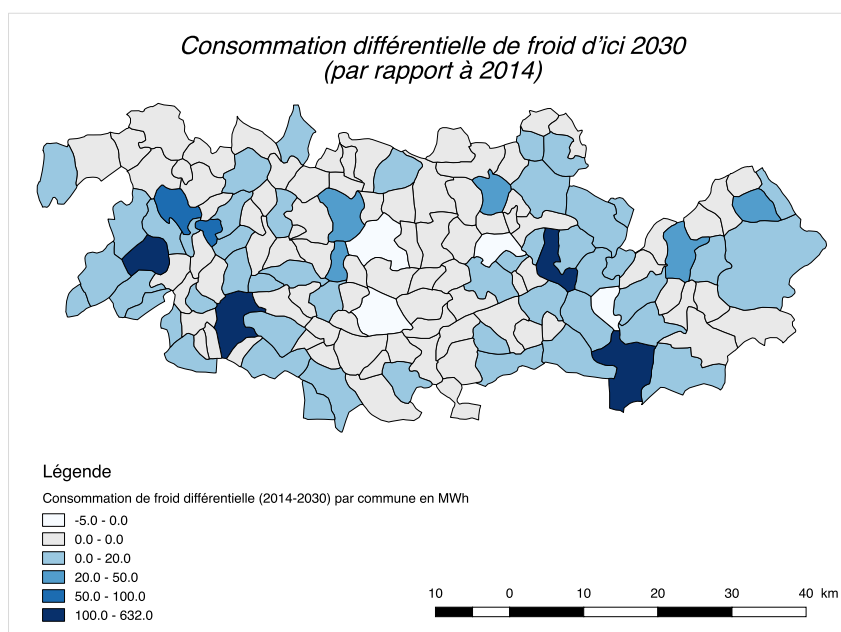 Consommation différentielle de froid d'ici 2030
(par rapport à 2014)
Légende
Consommation de froid différentielle (2014-2030) par commune en MWh
-5.0 - 0.0
0.0 - 0.0
0.0 - 20.0
20.0 - 50.0
50.0 - 100.0
100.0 - 632.0
10 0 10 20 30 40 km